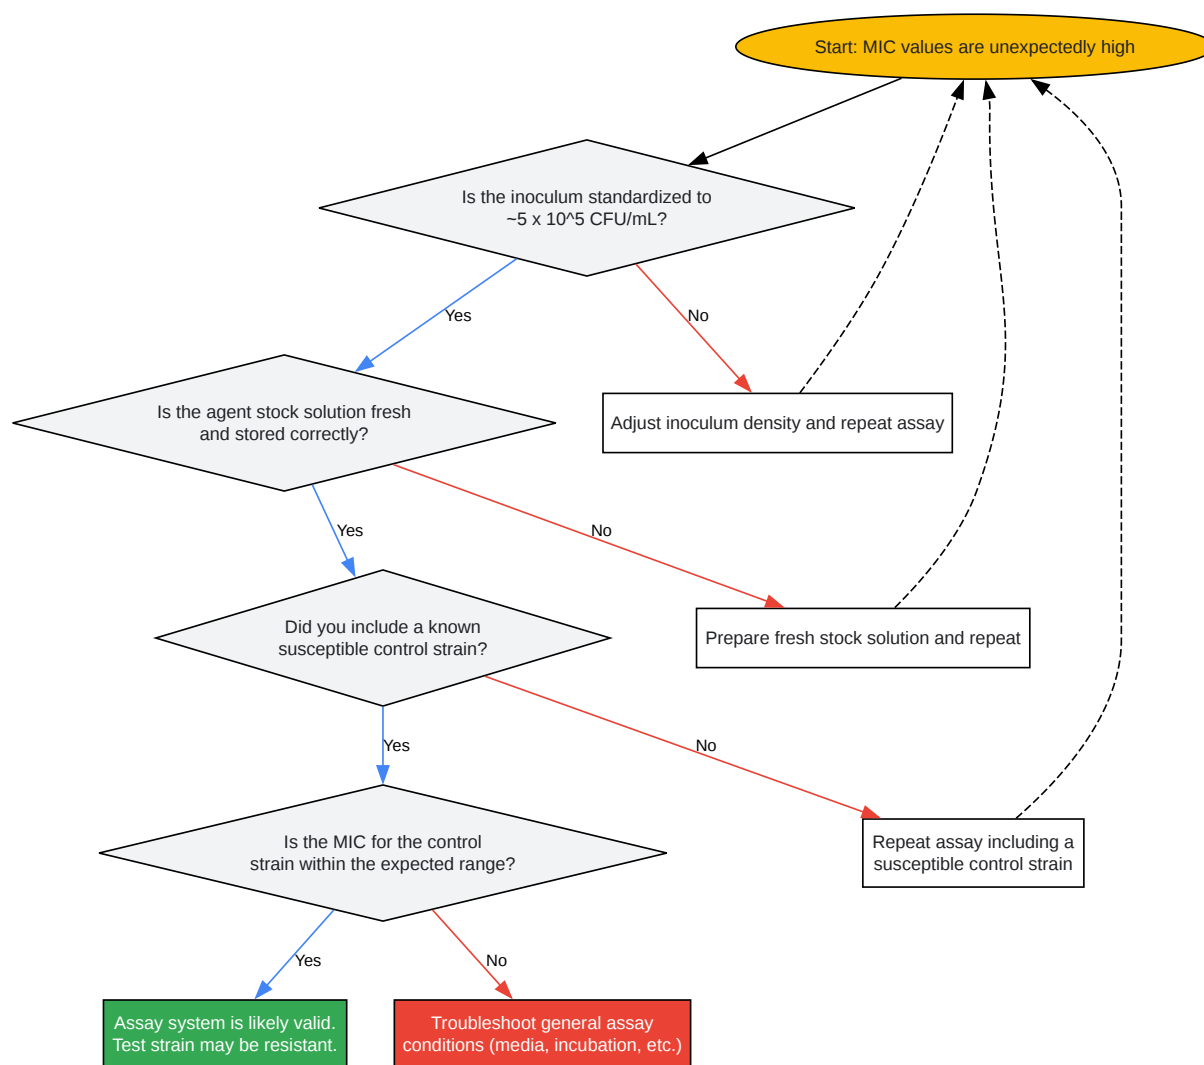 Start: MIC values are unexpectedly high
Is the inoculum standardized to
~5 x 10^5 CFU/mL?
Yes
No
Is the agent stock solution fresh
and stored correctly?
Adjust inoculum density and repeat assay
Yes
No
Did you include a known
susceptible control strain?
Prepare fresh stock solution and repeat
Yes
No
Is the MIC for the control
strain within the expected range?
Repeat assay including a
susceptible control strain
Yes
No
Assay system is likely valid.
Test strain may be resistant.
Troubleshoot general assay
conditions (media, incubation, etc.)